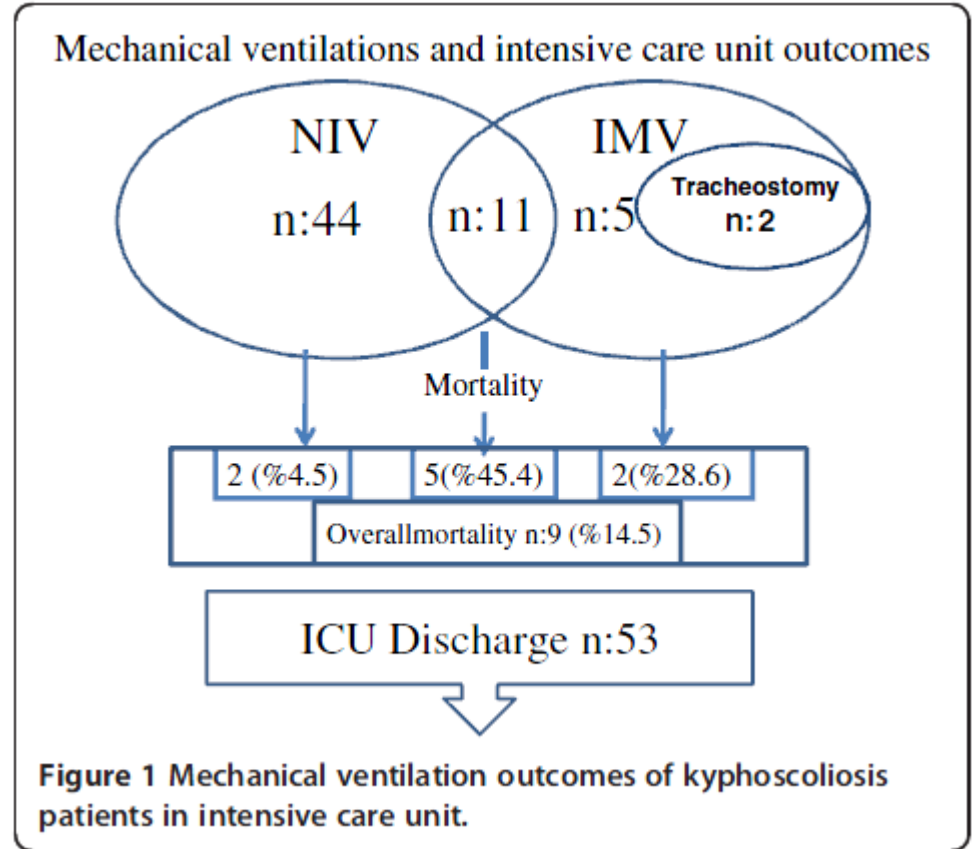 Mechanical ventilations and intensive care unit outcomes
NIV
IMV
n:44
n:11
n:5
Tracheostomy
n:2
Mortality
2 (%4.5)
5(%45.4)
2(%28.6)
Overallmortality n:9 (%14.5)
ICU Discharge n:53
Figure 1 Mechanical ventilation outcomes of kyphoscoliosis
patients in intensive care unit.